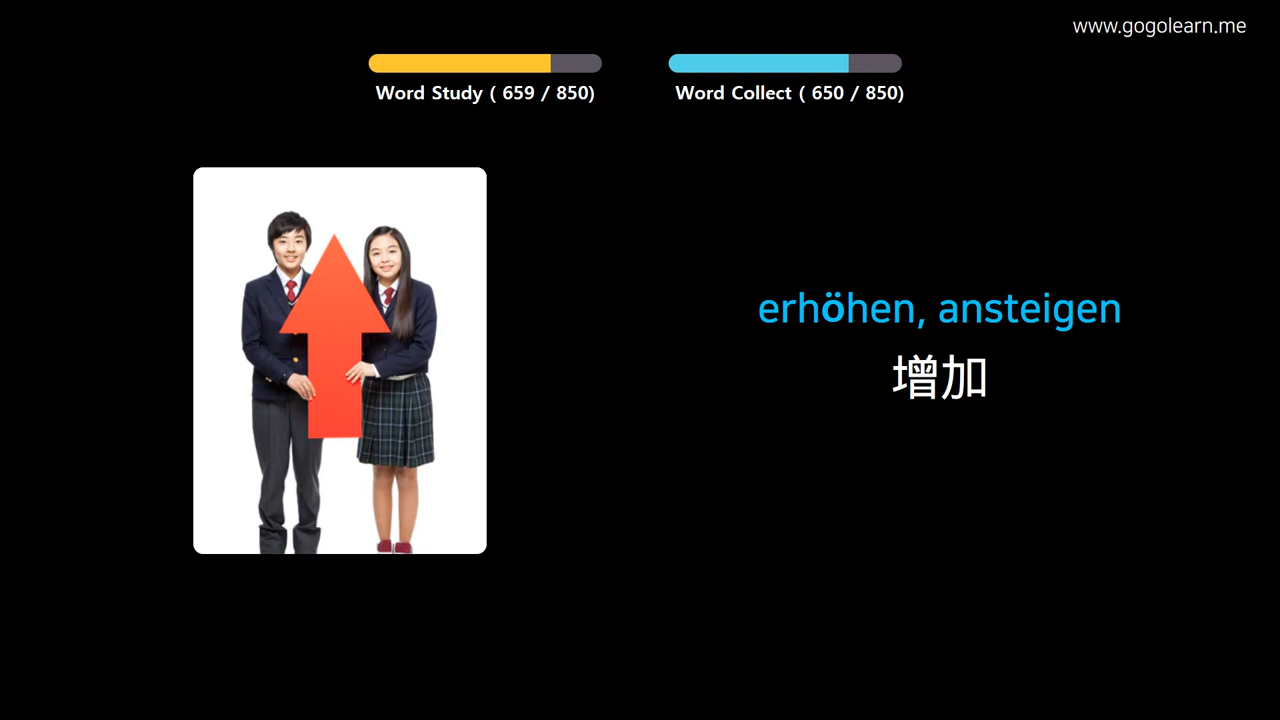 www.gogolearn.me
Word Study ( 659 / 850)
Word Collect ( 650 / 850)
erhöhen, ansteigen
增加